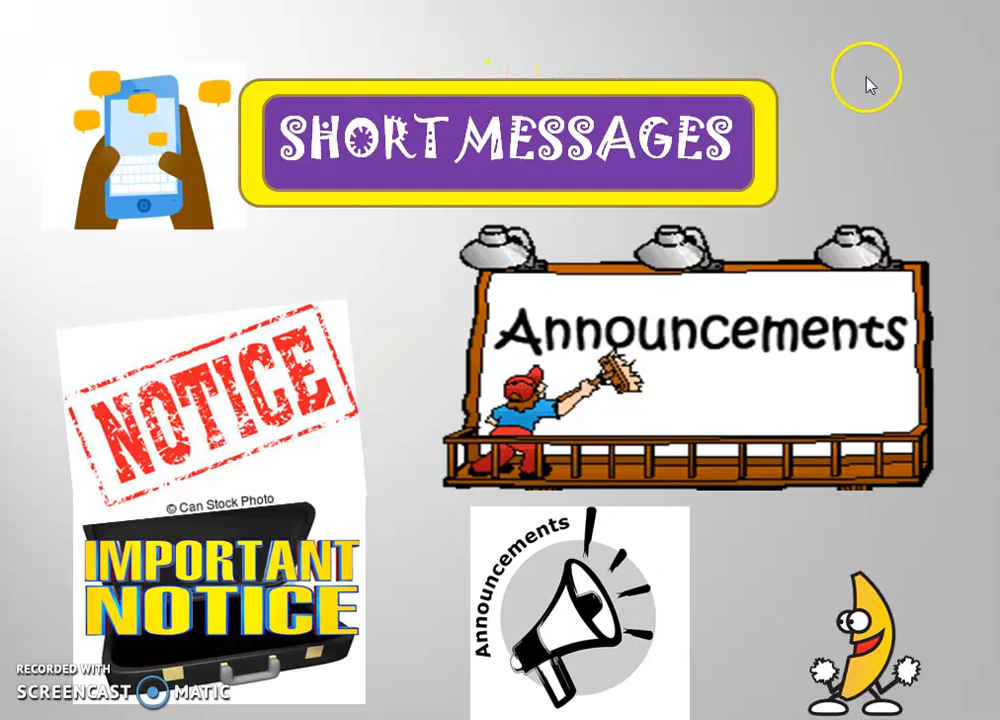 SHORT MESSAGES
Announcements
NOTICE
© Can Stock Photo
IMPORTANT
NOTICE
Announcements
RECORDED WITH
SCREENCAST MATIC